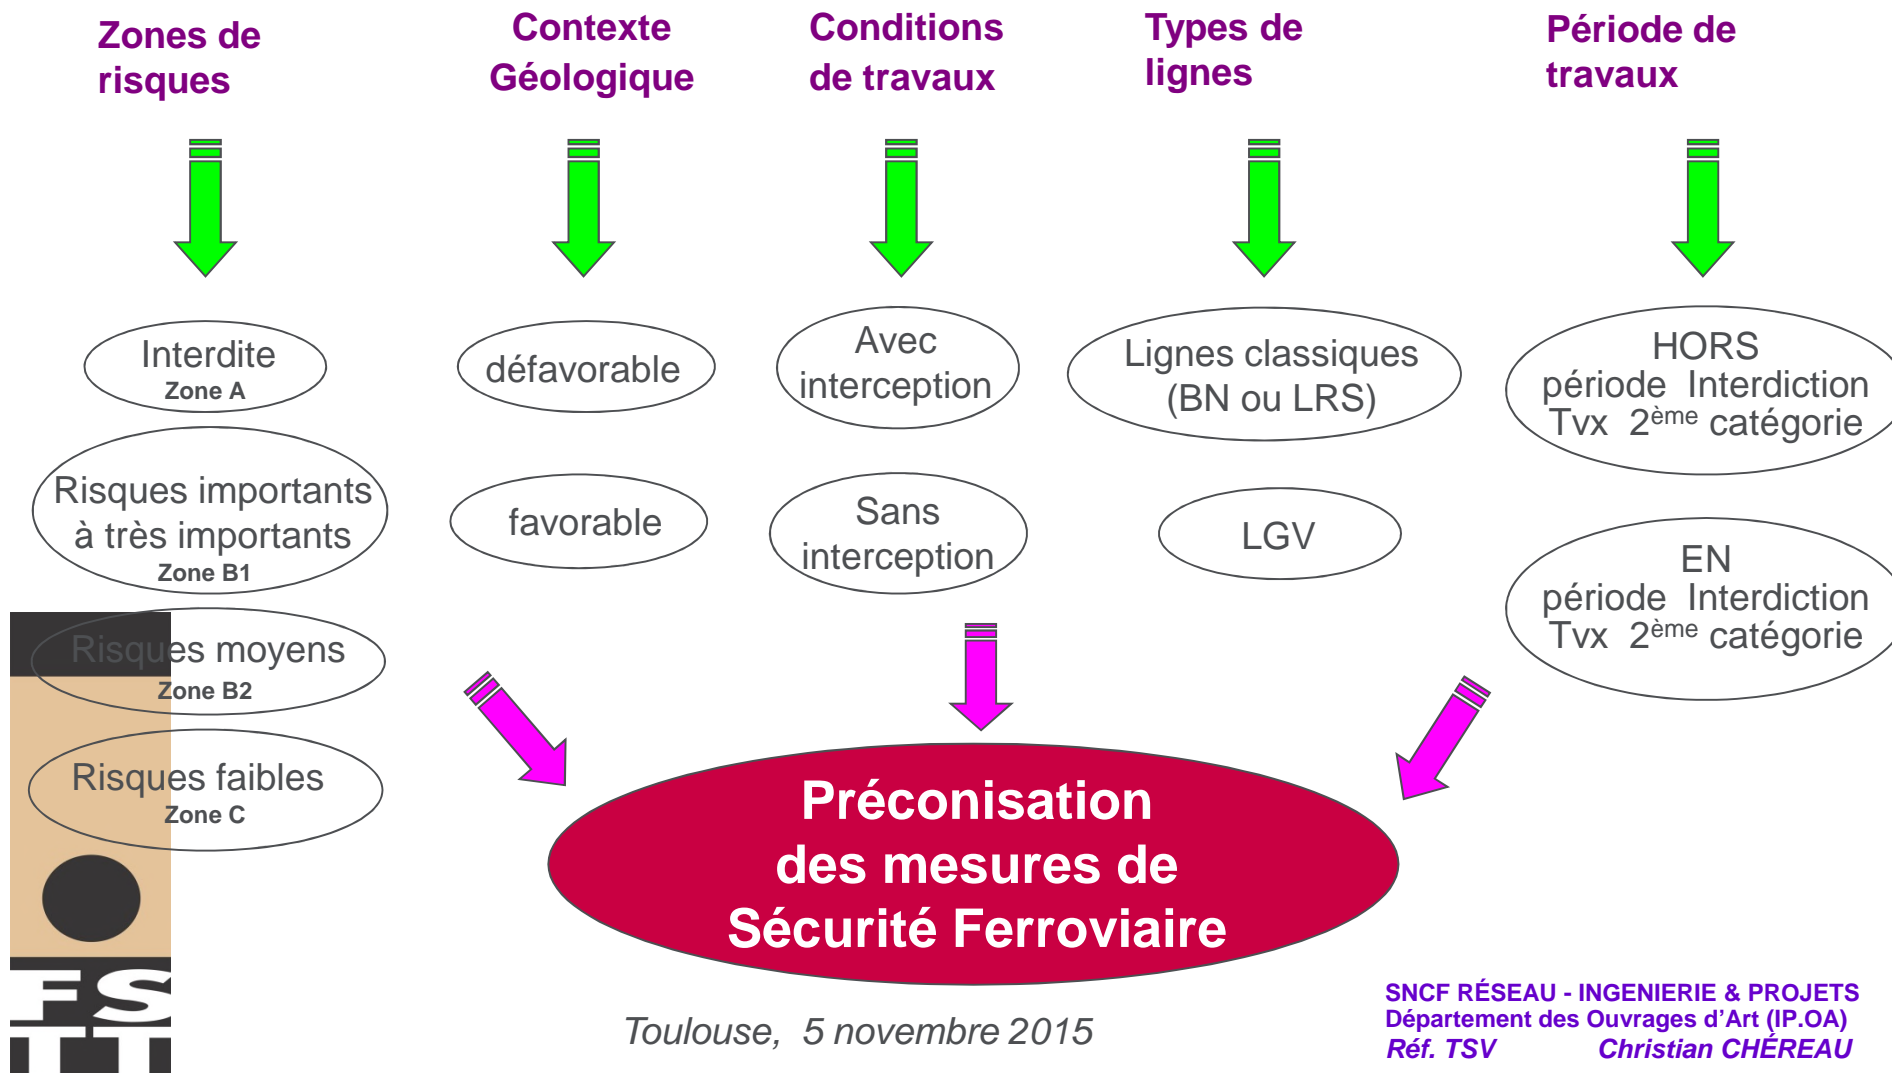 Zones de
risques
Contexte
Géologique
Conditions
de travaux
Types de
lignes
Période de
travaux
Interdite
Zone A
Risques importants
à très importants
Zone B1
Risques moyens
Zone B2
Risques faibles
Zone C
défavorable
favorable
Avec
interception
Sans
interception
Lignes classiques
(BN ou LRS)
LGV
HORS
période Interdiction
Tvx 2ème catégorie
EN
période Interdiction
Tvx 2ème catégorie
Préconisation
des mesures de
Sécurité Ferroviaire
FS
Toulouse, 5 novembre 2015
SNCF RÉSEAU - INGENIERIE & PROJETS
Département des Ouvrages d'Art (IP.OA)
Réf. TSV Christian CHÉREAU